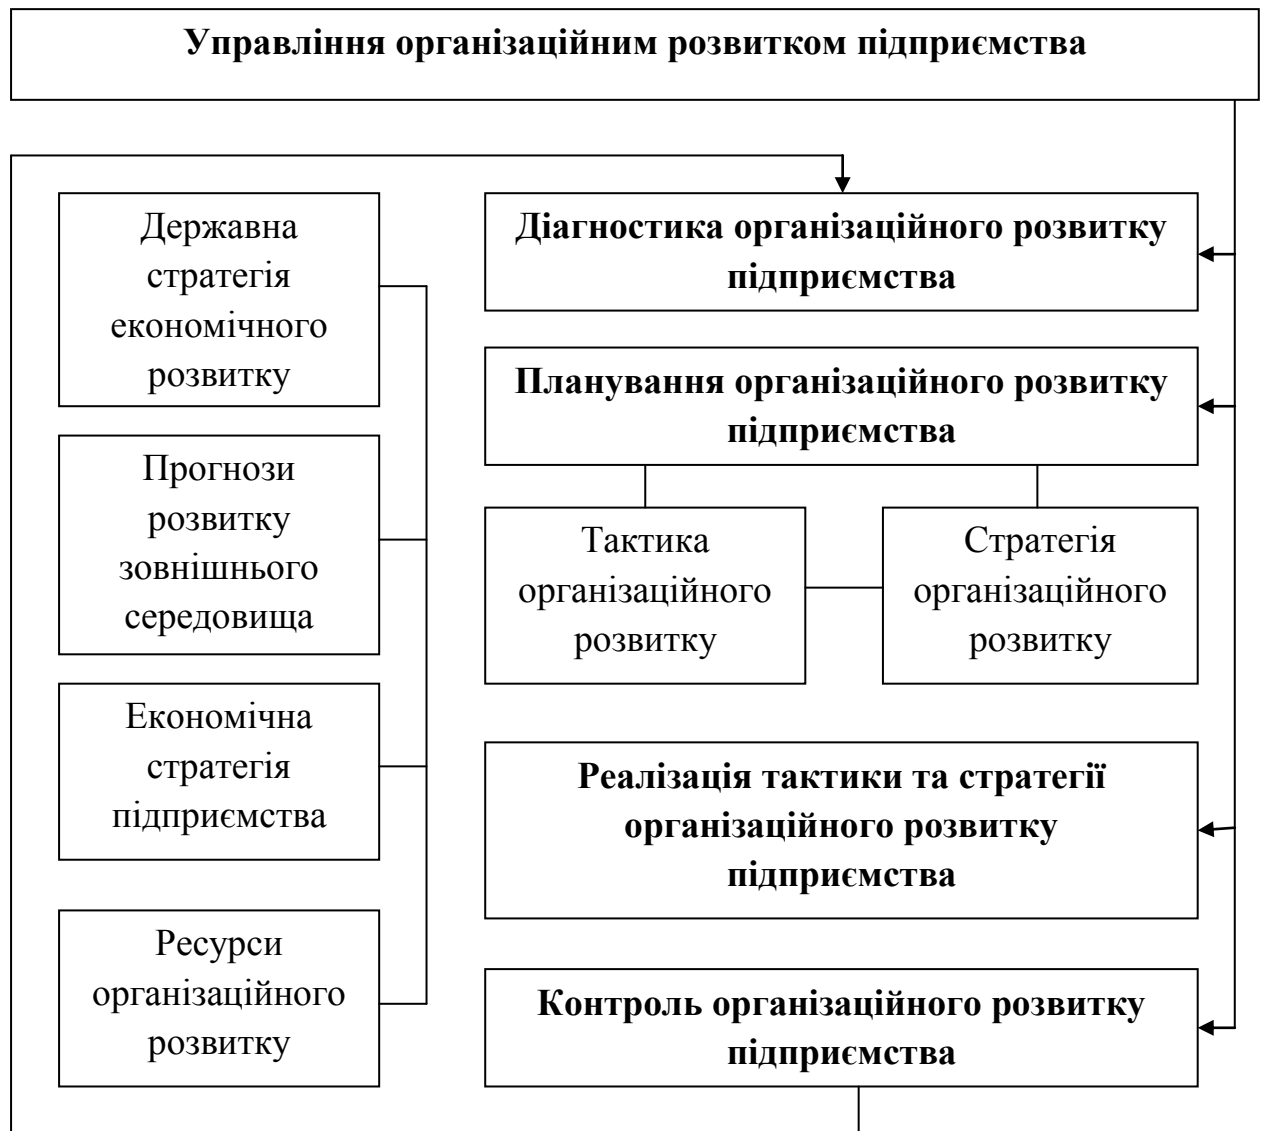 Управління організаційним розвитком підприємства
Державна
стратегія
економічного
розвитку
Прогнози
розвитку
зовнішнього
середовища
Економічна
стратегія
підприємства
Ресурси
організаційного
розвитку
Діагностика організаційного розвитку
підприємства
Планування організаційного розвитку
підприємства
Тактика
організаційного
розвитку
Стратегія
організаційного
розвитку
Реалізація тактики та стратегії
організаційного розвитку
підприємства
Контроль організаційного розвитку
підприємства